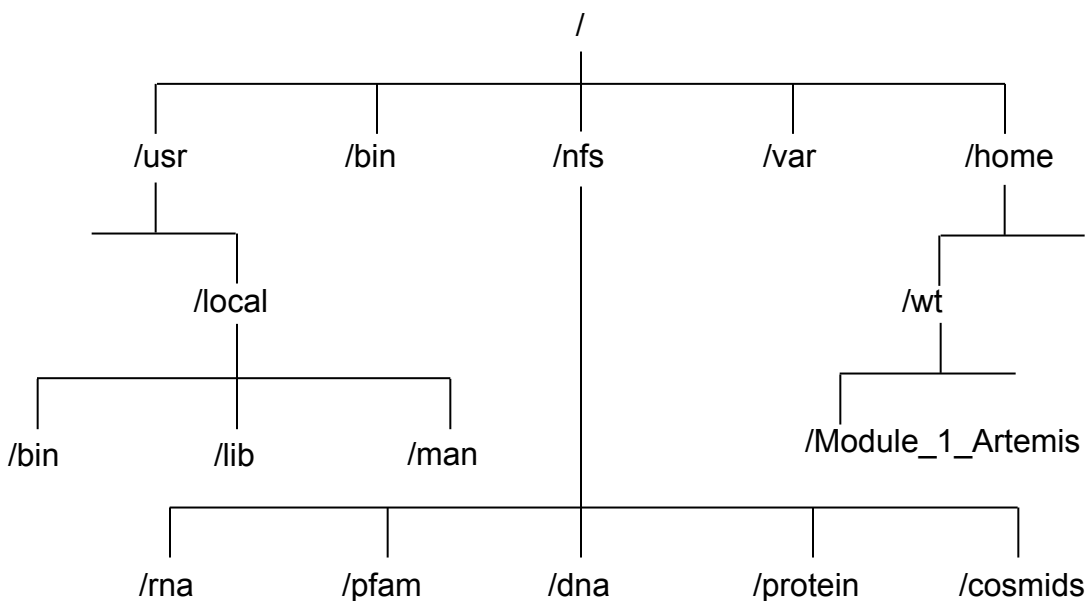 /
/usr /bin /nfs /var /home
/local /wt
/bin /lib /man /Module_1_Artemis
/rna /pfam /dna /protein /cosmids